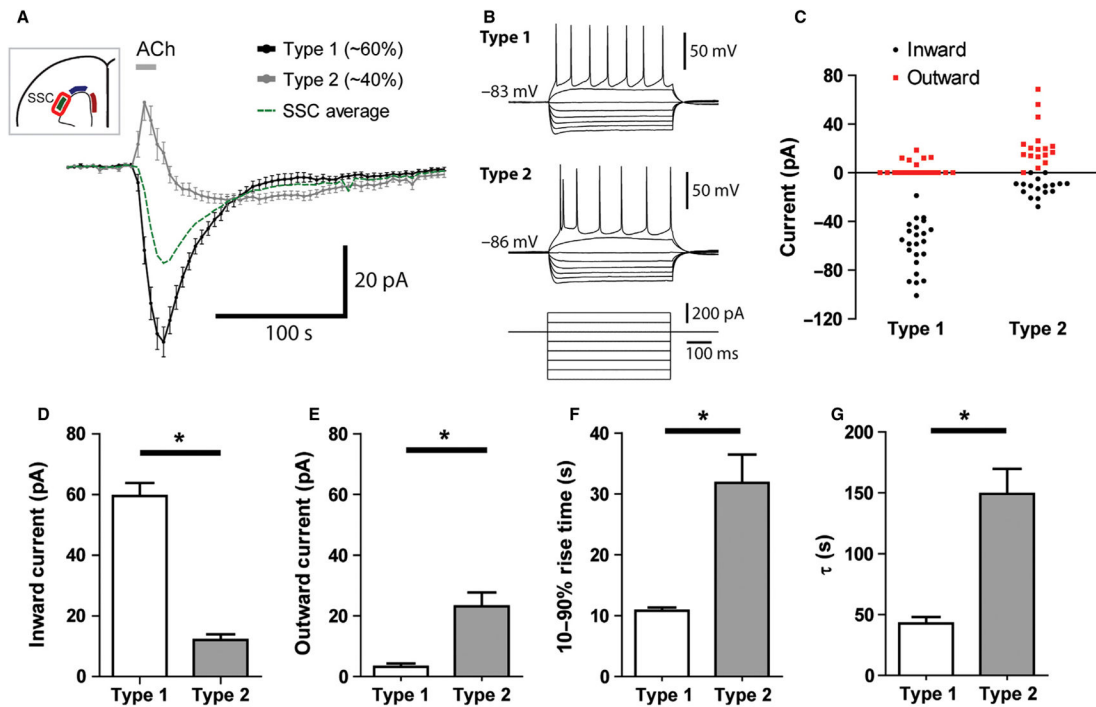 A
ACh
Type 1 (~60%)
Type 2 (~40%)
SSC average
SSC
20 pA
100 s
B
Type 1
50 mV
−83 mV
Type 2
50 mV
−86 mV
200 pA
100 ms
C
Inward
Outward
Current (pA)
80
40
0
−40
−80
−120
Type 1
Type 2
D
Inward current (pA)
80
60
40
20
0
*
Type 1
Type 2
E
Outward current (pA)
80
60
40
20
0
*
Type 1
Type 2
F
10–90% rise time (s)
40
30
20
10
0
*
Type 1
Type 2
G
τ (s)
200
150
100
50
0
*
Type 1
Type 2